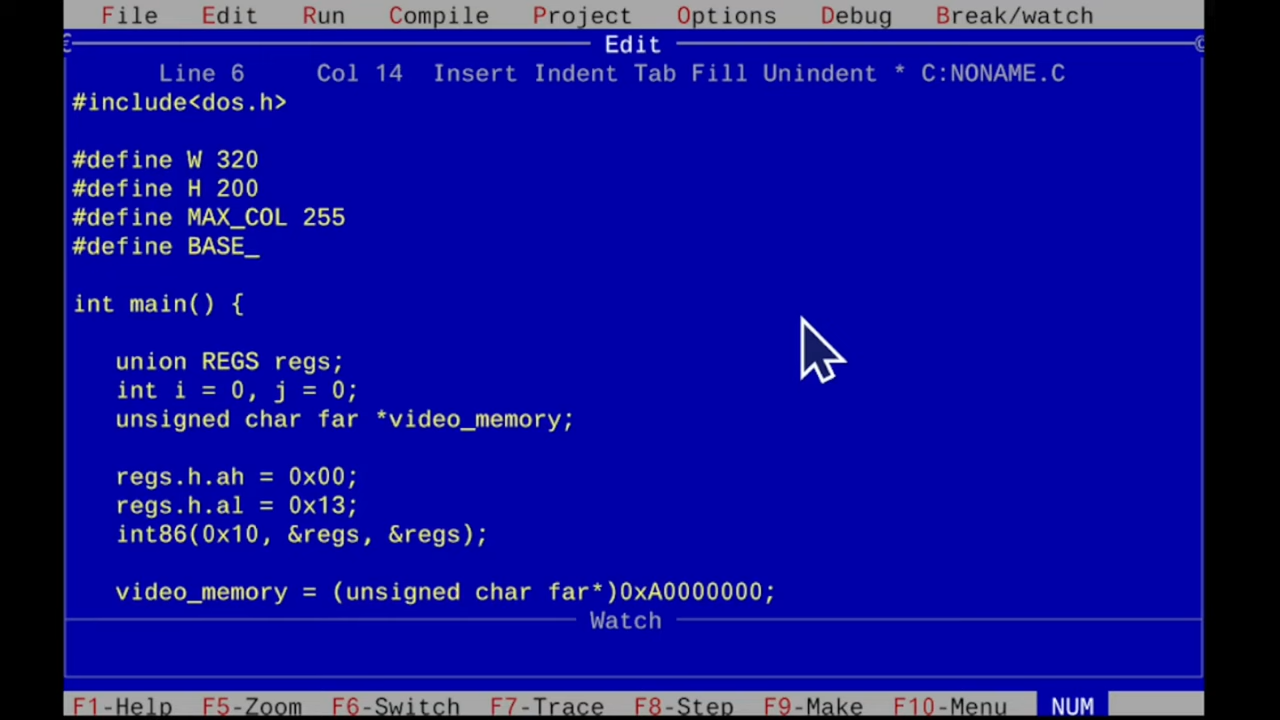 File Edit Run Compile Project Options Debug Break/watch
Edit
Line 6 Col 14 Insert Indent Tab Fill Unindent * C:NONAME.C
#include<dos.h>
#define W 320
#define H 200
#define MAX_COL 255
#define BASE_
int main() {
union REGS regs;
int i = 0, j = 0;
unsigned char far *video_memory;
regs.h.ah = 0x00;
regs.h.al = 0x13;
int86(0x10, &regs, &regs);
video_memory = (unsigned char far*)0xA0000000;
Watch
F1-Help F5-Zoom F6-Switch F7-Trace F8-Step F9-Make F10-Menu NUM